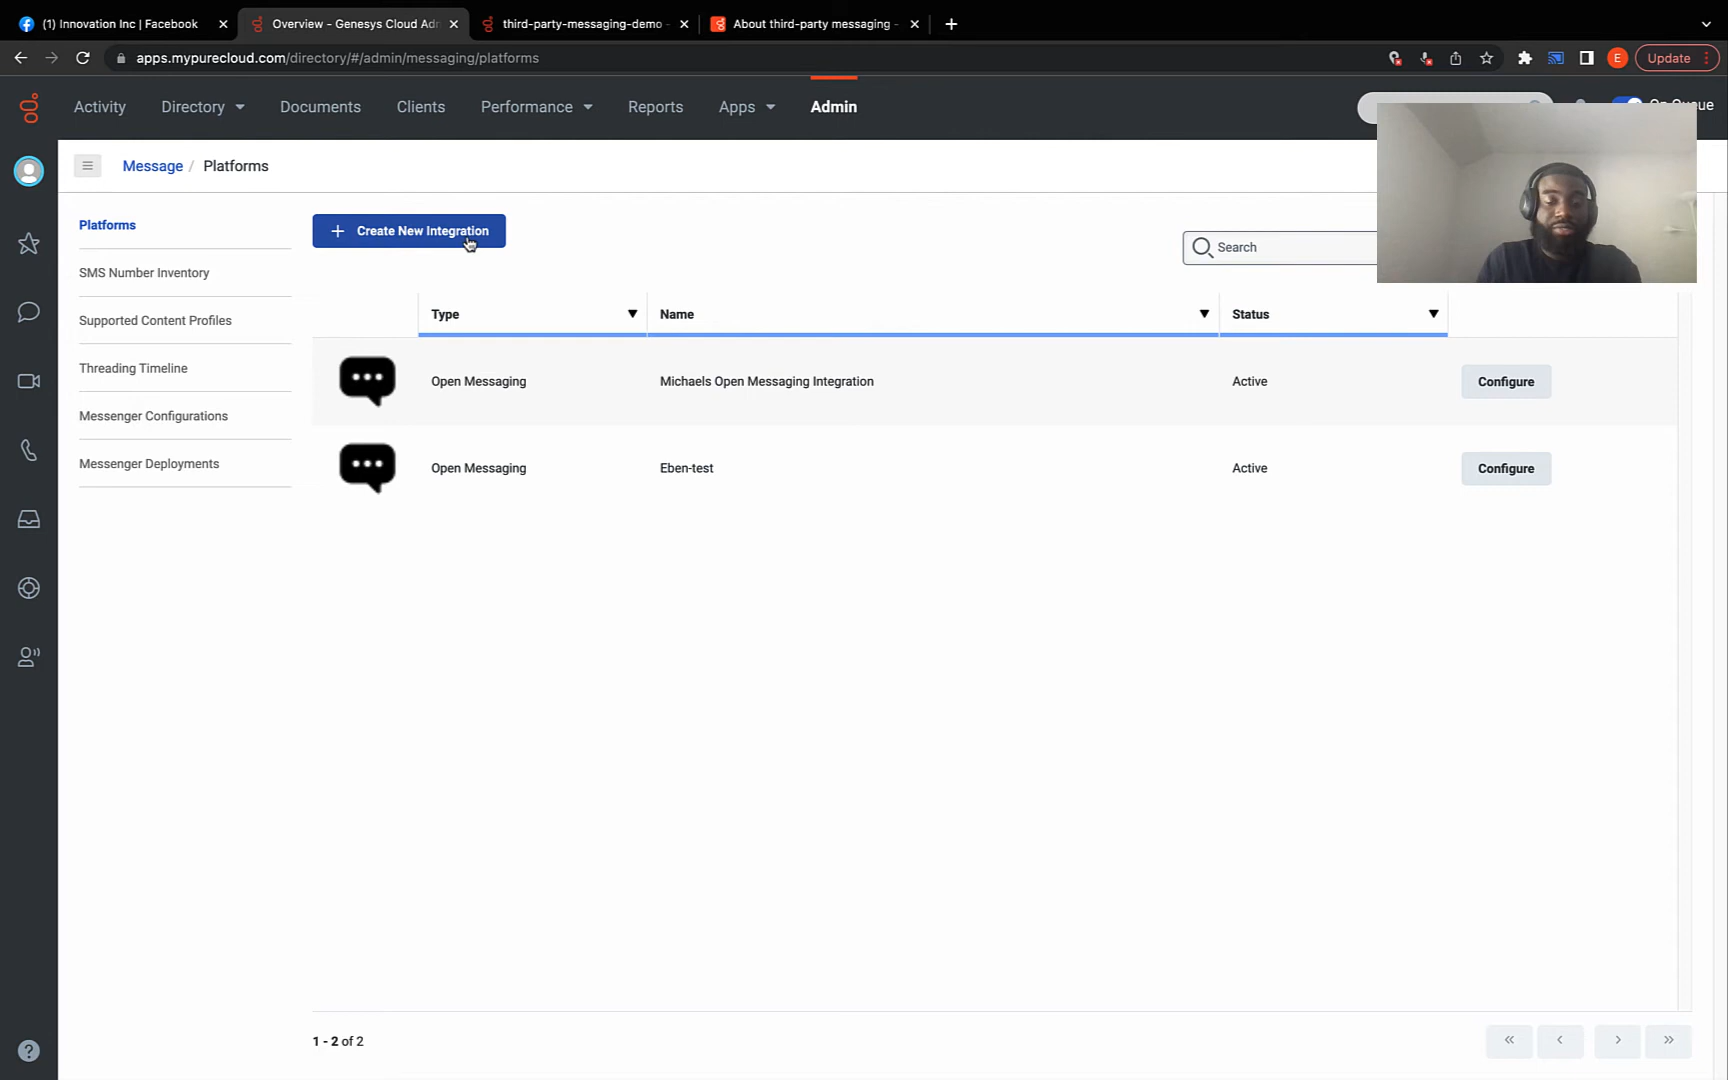 (1) Innovation Inc | Facebook
Overview - Genesys Cloud Adm
third-party-messaging-demo -
About third-party messaging -
apps.mypurecloud.com/directory/#/admin/messaging/platforms
E
Update
Activity
Directory
Documents
Clients
Performance
Reports
Apps
Admin
On Queue
Message / Platforms
Platforms
SMS Number Inventory
Supported Content Profiles
Threading Timeline
Messenger Configurations
Messenger Deployments
+ Create New Integration
Search
Type
Name
Status
Open Messaging
Michaels Open Messaging Integration
Active
Configure
Open Messaging
Eben-test
Active
Configure
1 - 2 of 2